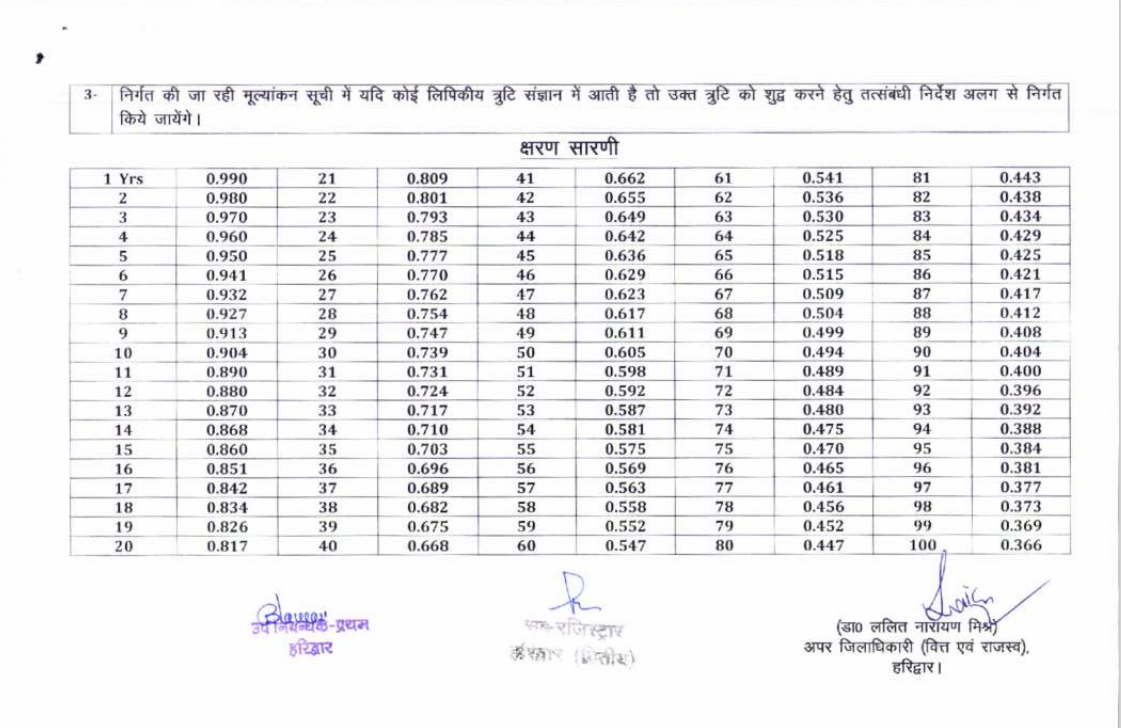 3- निर्गत की जा रही मूल्यांकन सूची में यदि कोई लिपिकीय त्रुटि संज्ञान में आती है तो उक्त त्रुटि को शुद्व करने हेतु तत्संबंधी निर्देश अलग से निर्गत
किये जायेंगे।
क्षरण सारणी
1 Yrs 0.990 21 0.809 41 0.662 61 0.541 81 0.443
2 0.980 22 0.801 42 0.655 62 0.536 82 0.438
3 0.970 23 0.793 43 0.649 63 0.530 83 0.434
4 0.960 24 0.785 44 0.642 64 0.525 84 0.429
5 0.950 25 0.777 45 0.636 65 0.518 85 0.425
6 0.941 26 0.770 46 0.629 66 0.515 86 0.421
7 0.932 27 0.762 47 0.623 67 0.509 87 0.417
8 0.927 28 0.754 48 0.617 68 0.504 88 0.412
9 0.913 29 0.747 49 0.611 69 0.499 89 0.408
10 0.904 30 0.739 50 0.605 70 0.494 90 0.404
11 0.890 31 0.731 51 0.598 71 0.489 91 0.400
12 0.880 32 0.724 52 0.592 72 0.484 92 0.396
13 0.870 33 0.717 53 0.587 73 0.480 93 0.392
14 0.868 34 0.710 54 0.581 74 0.475 94 0.388
15 0.860 35 0.703 55 0.575 75 0.470 95 0.384
16 0.851 36 0.696 56 0.569 76 0.465 96 0.381
17 0.842 37 0.689 57 0.563 77 0.461 97 0.377
18 0.834 38 0.682 58 0.558 78 0.456 98 0.373
19 0.826 39 0.675 59 0.552 79 0.452 99 0.369
20 0.817 40 0.668 60 0.547 80 0.447 100 0.366
उप निबन्धक-प्रथम
हरिद्वार
सब-रजिस्ट्रार
हरिद्वार (द्वितीय)
(डा0 ललित नारायण मिश्र)
अपर जिलाधिकारी (वित्त एवं राजस्व),
हरिद्वार।